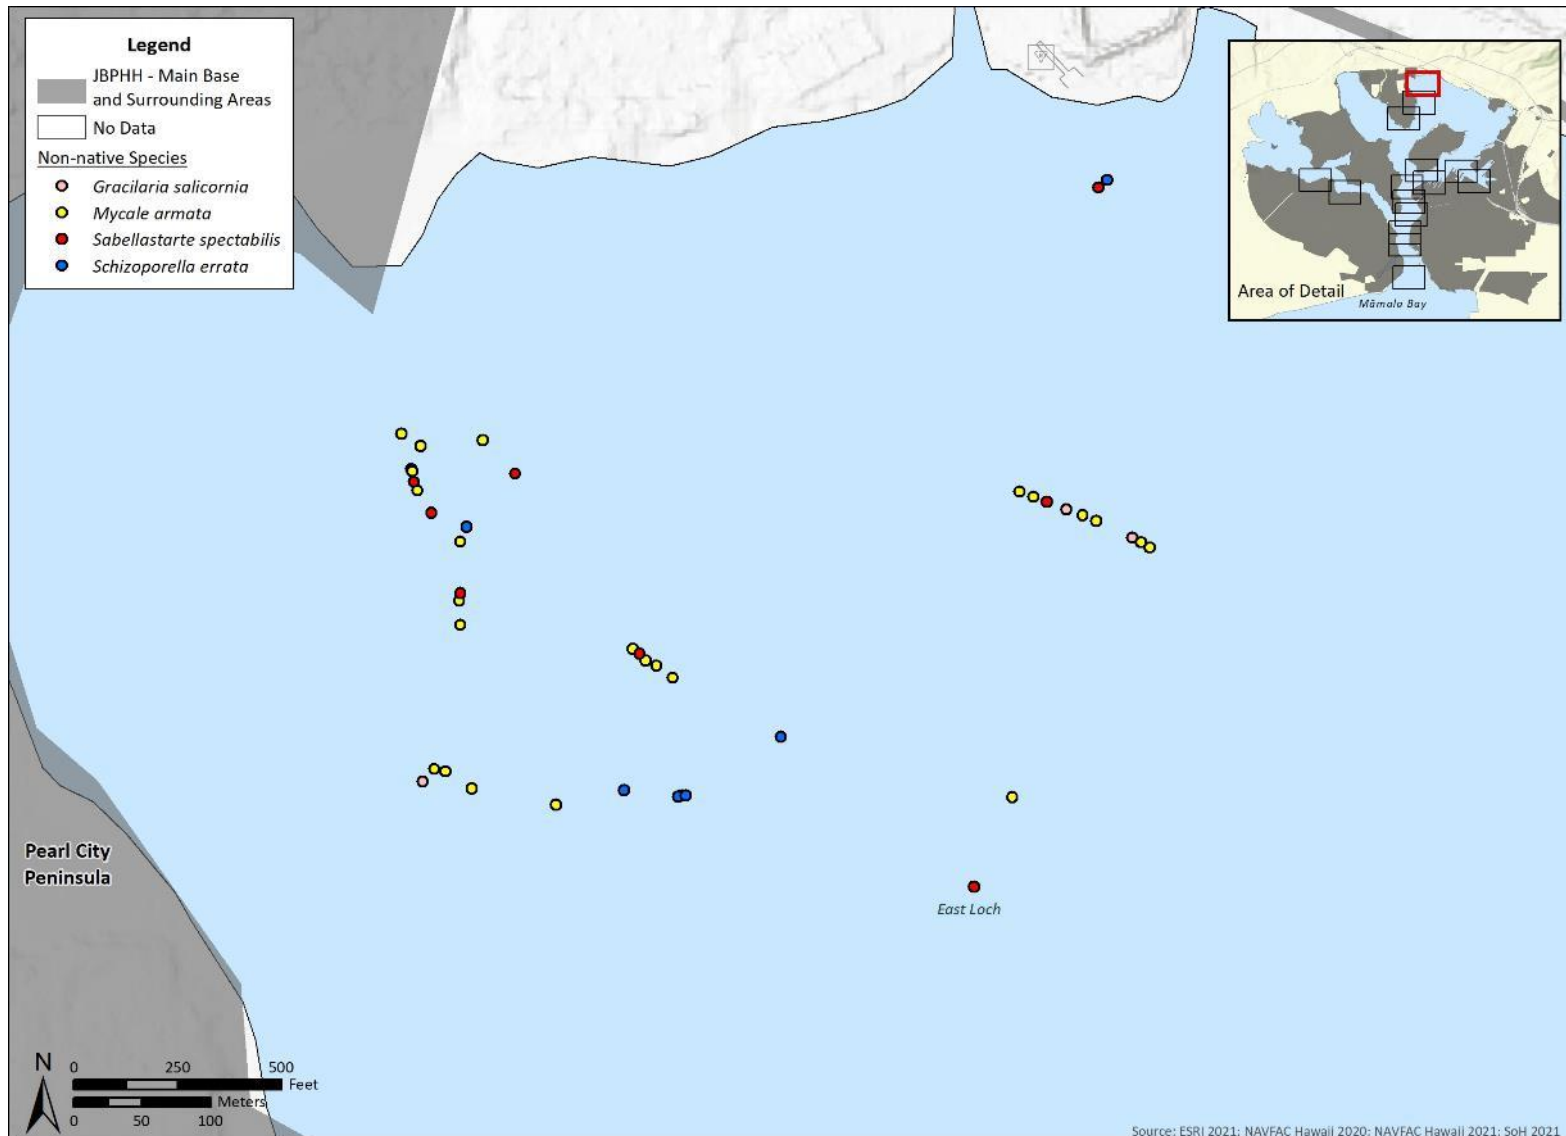 Legend
JBPHH - Main Base
and Surrounding Areas
No Data
Non-native Species
Gracilaria salicornia
Mycale armata
Sabellastarte spectabilis
Schizoporella errata
Area of Detail
Māmala Bay
Pearl City
Peninsula
East Loch
N
0 250 500
Feet
Meters
0 50 100
Source: ESRI 2021; NAVFAC Hawaii 2020; NAVFAC Hawaii 2021; SoH 2021